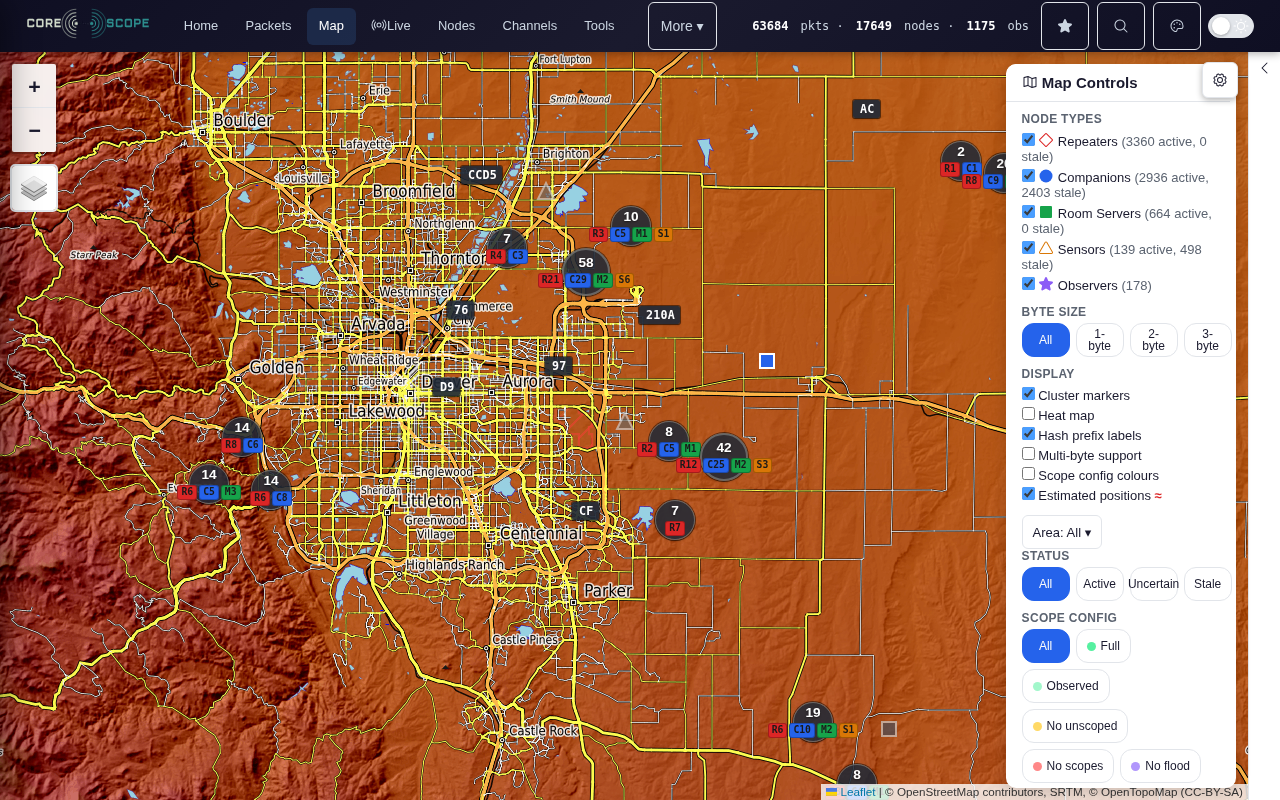 CORE SCOPE
Home
Packets
Map
Live
Nodes
Channels
Tools
More ▾
63684 pkts · 17649 nodes · 1175 obs
+
−
Map Controls
NODE TYPES
Repeaters (3360 active, 0 stale)
Companions (2936 active, 2403 stale)
Room Servers (664 active, 0 stale)
Sensors (139 active, 498 stale)
Observers (178)
BYTE SIZE
All
1-byte
2-byte
3-byte
DISPLAY
Cluster markers
Heat map
Hash prefix labels
Multi-byte support
Scope config colours
Estimated positions ≈
Area: All ▾
STATUS
All
Active
Uncertain
Stale
SCOPE CONFIG
All
Full
Observed
No unscoped
No scopes
No flood
Fort Lupton
Erie
Smith Mound
AC
Boulder
Lafayette
Brighton
2
R1 C1
R8 C9
Louisville
CCD5
Broomfield
Northglenn
10
R3 C5 M1 S1
7
R4 C3
Starr Peak
Thornton
58
R21 C29 M2 S6
Westminster
76
210A
Arvada
Wheat Ridge
97
Golden
Edgewater
D9
Aurora
Lakewood
14
R8 C6
8
R2 C5 M1
42
R12 C25 M2 S3
Englewood
14
R6 C5 M3
14
R6 C8
Sheridan
Littleton
CF
7
R7
Greenwood
Village
Centennial
Highlands Ranch
Parker
Castle Pines
19
R6 C10 M2 S1
Castle Rock
8
Leaflet | © OpenStreetMap contributors, SRTM, © OpenTopoMap (CC-BY-SA)